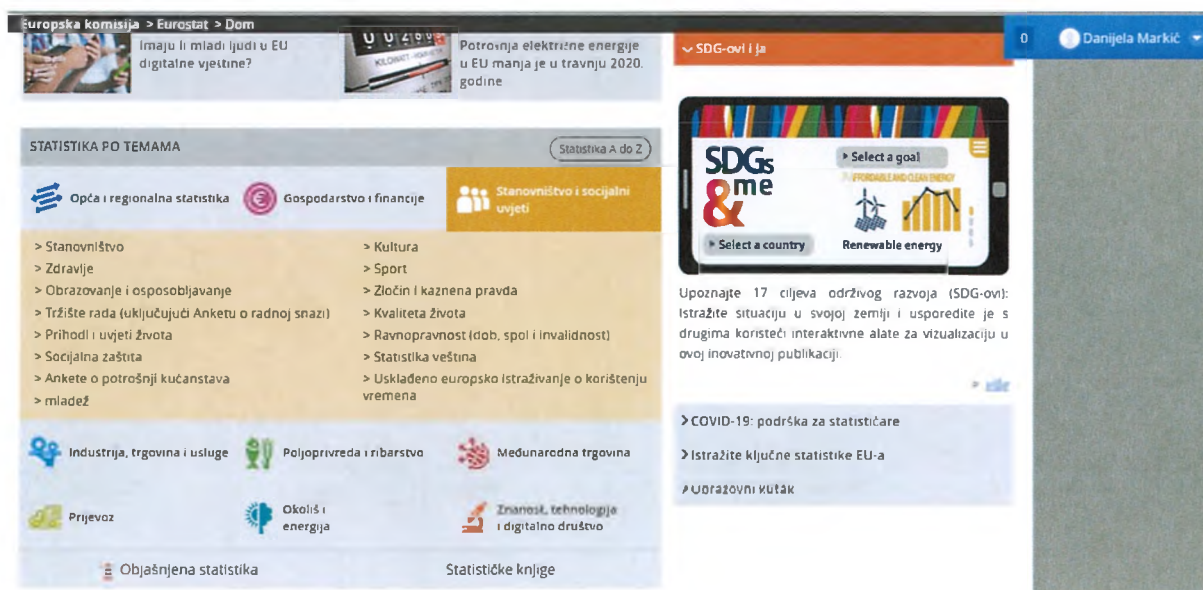 Europska komisija > Eurostat > Dom
0
Danijela Markić
Imaju li mladi ljudi u EU
digitalne vještine?
KILOWATT-HOURS
Potrošnja električne energije
u EU manja je u travnju 2020.
godine
SDG-ovi i ja
STATISTIKA PO TEMAMA
Statistika A do Z
Opća i regionalna statistika
Gospodarstvo i financije
Stanovništvo i socijalni
uvjeti
> Stanovništvo
> Zdravlje
> Obrazovanje i osposobljavanje
> Tržište rada (uključujući Anketu o radnoj snazi)
> Prihodi i uvjeti života
> Socijalna zaštita
> Ankete o potrošnji kućanstava
> mladež
> Kultura
> Sport
> Zločin i kaznena pravda
> Kvaliteta života
> Ravnopravnost (dob, spol i invalidnost)
> Statistika veština
> Usklađeno europsko istraživanje o korištenju
vremena
Industrija, trgovina i usluge
Poljoprivreda i ribarstvo
Međunarodna trgovina
Prijevoz
Okoliš i
energija
Znanost, tehnologija
i digitalno društvo
Objašnjena statistika
Statističke knjige
SDGs
&me
Select a goal
AFFORDABLE AND CLEAN ENERGY
Select a country
Renewable energy
Upoznajte 17 ciljeva održivog razvoja (SDG-ovi):
Istražite situaciju u svojoj zemlji i usporedite je s
drugima koristeći interaktivne alate za vizualizaciju u
ovoj inovativnoj publikaciji.
» više
> COVID-19: podrška za statističare
> Istražite ključne statistike EU-a
> Obrazovni kutak